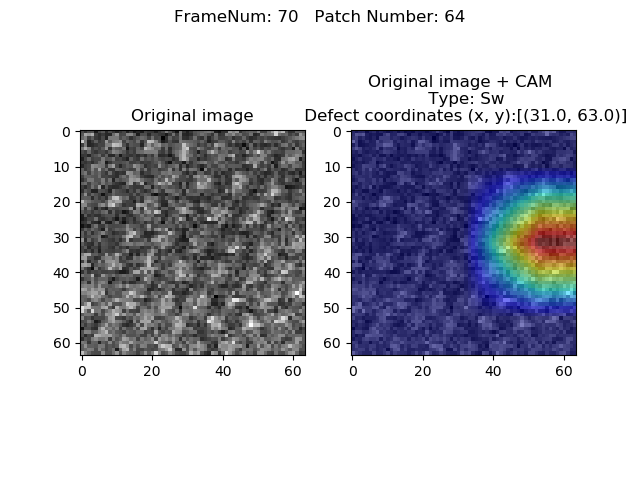 FrameNum: 70   Patch Number: 64
Original image
0
10
20
30
40
50
60
0 20 40 60
Original image + CAM
Type: Sw
Defect coordinates (x, y):[(31.0, 63.0)]
0
10
20
30
40
50
60
0 20 40 60